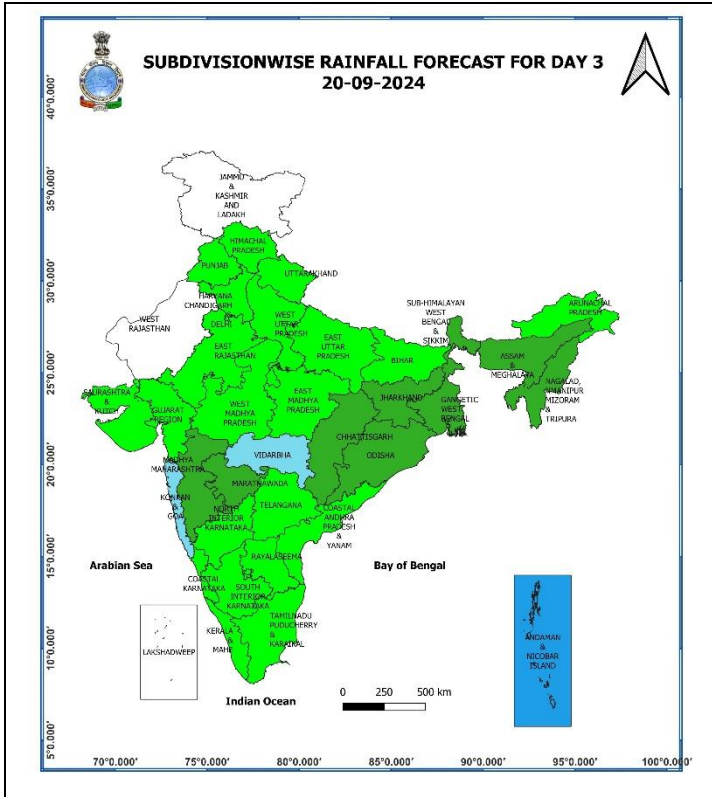 SUBDIVISIONWISE RAINFALL FORECAST FOR DAY 3
20-09-2024
JAMMU
&
KASHMIR
AND
LADAKH
HIMACHAL
PRADESH
PUNJAB
UTTARAKHAND
HARYANA
CHANDIGARH
&
DELHI
WEST
RAJASTHAN
WEST
UTTAR
PRADESH
SUB-HIMALAYAN
WEST
BENGAL
&
SIKKIM
ARUNACHAL
PRADESH
EAST
RAJASTHAN
EAST
UTTAR
PRADESH
BIHAR
ASSAM
&
MEGHALAYA
NAGALAD,
MANIPUR
MIZORAM
&
TRIPURA
SAURASHTRA
&
KUTCH
GUJARAT
REGION
WEST
MADHYA
PRADESH
EAST
MADHYA
PRADESH
JHARKHAND
GANGETIC
WEST
BENGAL
CHHATTISGARH
ODISHA
MADHYA
MAHARASHTRA
VIDARBHA
MARATHWADA
KONKAN
&
GOA
NORTH
INTERIOR
KARNATAKA
TELANGANA
COASTAL
ANDHRA
PRADESH
&
YANAM
RAYALASEEMA
Arabian Sea
Bay of Bengal
COASTAL
KARNATAKA
SOUTH
INTERIOR
KARNATAKA
TAMILNADU
PUDUCHERRY
&
KARAIKAL
KERALA
&
MAHE
LAKSHADWEEP
ANDAMAN
&
NICOBAR
ISLAND
Indian Ocean
0 250 500 km
40°0.000'
35°0.000'
30°0.000'
25°0.000'
20°0.000'
15°0.000'
10°0.000'
5°0.000'
70°0.000' 75°0.000' 80°0.000' 85°0.000' 90°0.000' 95°0.000' 100°0.000'